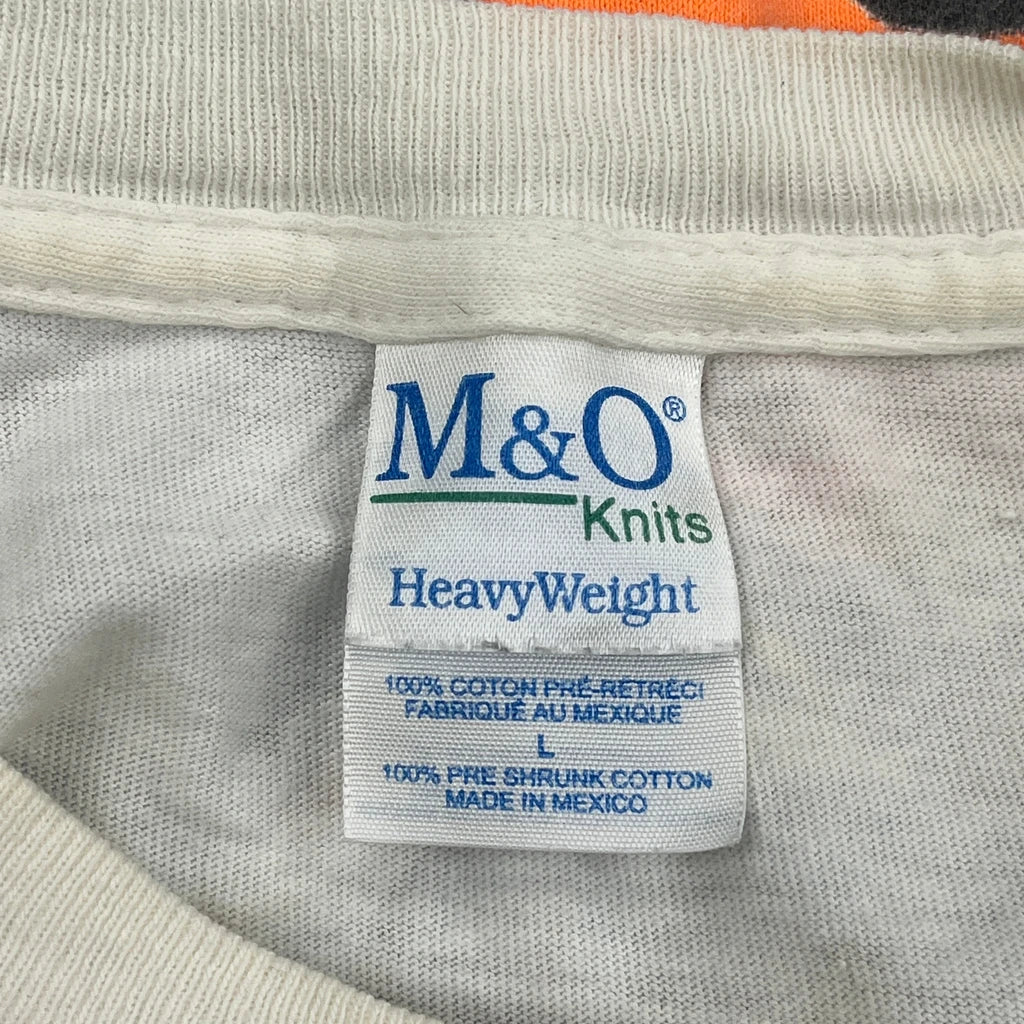 M&O®
Knits
HeavyWeight
100% COTON PRÉ-RETRÉCI
FABRIQUÉ AU MEXIQUE
L
100% PRE SHRUNK COTTON
MADE IN MEXICO